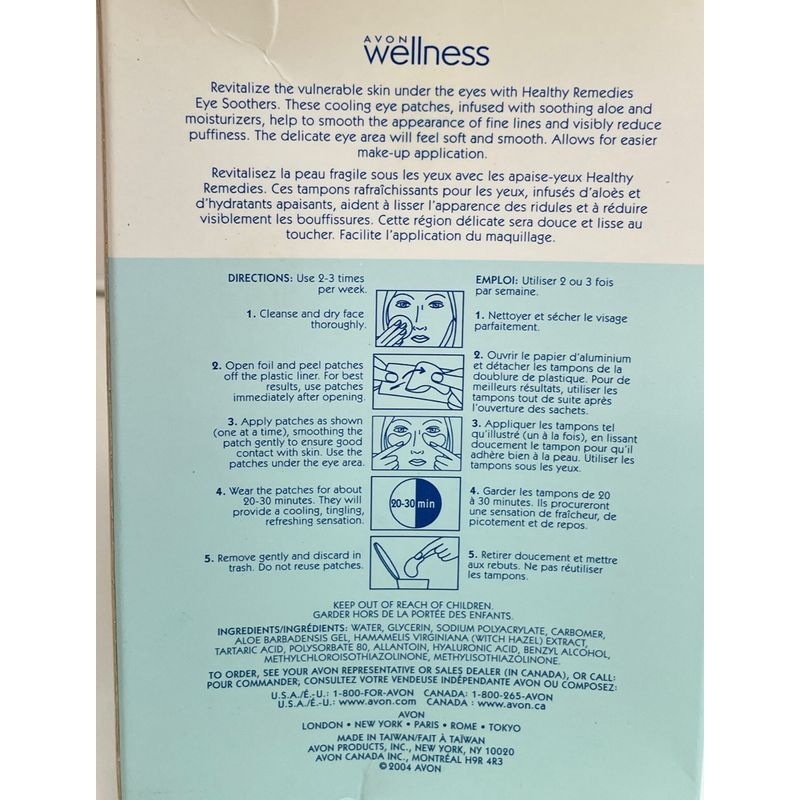 AVON
wellness
Revitalize the vulnerable skin under the eyes with Healthy Remedies
Eye Soothers. These cooling eye patches, infused with soothing aloe and
moisturizers, help to smooth the appearance of fine lines and visibly reduce
puffiness. The delicate eye area will feel soft and smooth. Allows for easier
make-up application.
Revitalisez la peau fragile sous les yeux avec les apaise-yeux Healthy
Remedies. Ces tampons rafraîchissants pour les yeux, infusés d'aloès et
d'hydratants apaisants, aident à lisser l'apparence des ridules et à réduire
visiblement les bouffissures. Cette région délicate sera douce et lisse au
toucher. Facilite l'application du maquillage.
DIRECTIONS: Use 2-3 times
per week.
1. Cleanse and dry face
thoroughly.
2. Open foil and peel patches
off the plastic liner. For best
results, use patches
immediately after opening.
3. Apply patches as shown
(one at a time), smoothing the
patch gently to ensure good
contact with skin. Use the
patches under the eye area.
4. Wear the patches for about
20-30 minutes. They will
provide a cooling, tingling,
refreshing sensation.
5. Remove gently and discard in
trash. Do not reuse patches.
20-30 min
EMPLOI: Utiliser 2 ou 3 fois
par semaine.
1. Nettoyer et sécher le visage
parfaitement.
2. Ouvrir le papier d'aluminium
et détacher les tampons de la
doublure de plastique. Pour de
meilleurs résultats, utiliser les
tampons tout de suite après
l'ouverture des sachets.
3. Appliquer les tampons tel
qu'illustré (un à la fois), en lissant
doucement le tampon pour qu'il
adhère bien à la peau. Utiliser les
tampons sous les yeux.
4. Garder les tampons de 20
à 30 minutes. Ils procureront
une sensation de fraîcheur, de
picotement et de repos.
5. Retirer doucement et mettre
aux rebuts. Ne pas réutiliser
les tampons.
KEEP OUT OF REACH OF CHILDREN.
GARDER HORS DE LA PORTÉE DES ENFANTS.
INGREDIENTS/INGRÉDIENTS: WATER, GLYCERIN, SODIUM POLYACRYLATE, CARBOMER,
ALOE BARBADENSIS GEL, HAMAMELIS VIRGINIANA (WITCH HAZEL) EXTRACT,
TARTARIC ACID, POLYSORBATE 80, ALLANTOIN, HYALURONIC ACID, BENZYL ALCOHOL,
METHYLCHLOROISOTHIAZOLINONE, METHYLISOTHIAZOLINONE.
TO ORDER, SEE YOUR AVON REPRESENTATIVE OR SALES DEALER (IN CANADA), OR CALL:
POUR COMMANDER, CONSULTEZ VOTRE VENDEUSE INDÉPENDANTE AVON OU COMPOSEZ:
U.S.A./É.-U.: 1-800-FOR-AVON CANADA: 1-800-265-AVON
U.S.A./É.-U.: www.avon.com CANADA : www.avon.ca
AVON
LONDON • NEW YORK • PARIS • ROME • TOKYO
MADE IN TAIWAN/FAIT À TAÏWAN
AVON PRODUCTS, INC., NEW YORK, NY 10020
AVON CANADA INC., MONTRÉAL H9R 4R3
©2004 AVON